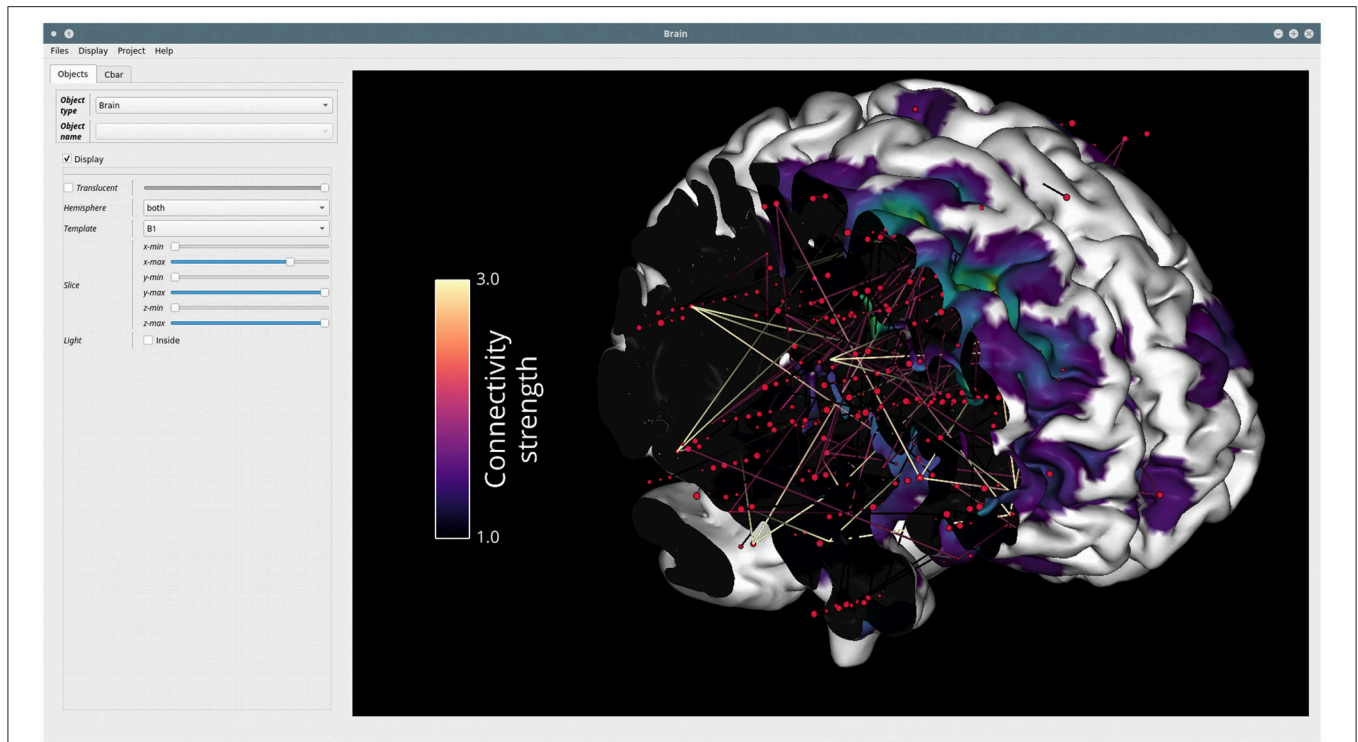 Brain
Files Display Project Help
Objects Cbar
Object type Brain
Object name
Display
Translucent
Hemisphere both
Template B1
Slice
x-min
x-max
y-min
y-max
z-min
z-max
Light Inside
3.0
Connectivity
strength
1.0